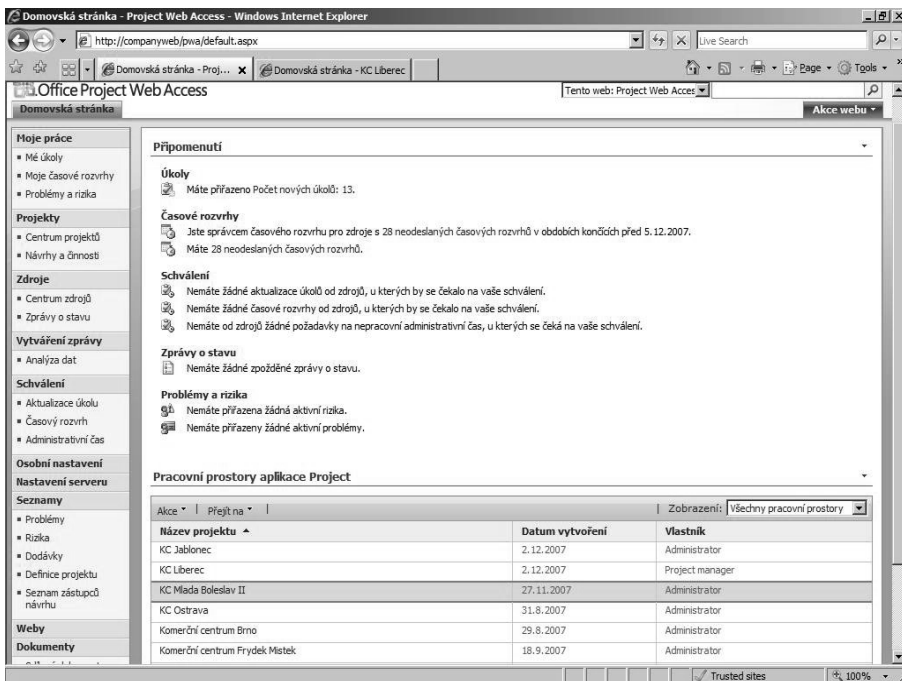 Domovská stránka - Project Web Access - Windows Internet Explorer
http://companyweb/pwa/default.aspx
Live Search
Domovská stránka - Proj... x
Domovská stránka - KC Liberec
Page
Tools
Office Project Web Access
Tento web: Project Web Acces
Domovská stránka
Akce webu
Moje práce
Mé úkoly
Moje časové rozvrhy
Problémy a rizika
Projekty
Centrum projektů
Návrhy a činnosti
Zdroje
Centrum zdrojů
Zprávy o stavu
Vytváření zprávy
Analýza dat
Schválení
Aktualizace úkolu
Časový rozvrh
Administrativní čas
Osobní nastavení
Nastavení serveru
Seznamy
Problémy
Rizika
Dodávky
Definice projektu
Seznam zástupců
návrhu
Weby
Dokumenty
Připomenutí
Úkoly
Máte přiřazeno Počet nových úkolů: 13.
Časové rozvrhy
Jste správcem časového rozvrhu pro zdroje s 28 neodeslaných časových rozvrhů v obdobích končících před 5.12.2007.
Máte 28 neodeslaných časových rozvrhů.
Schválení
Nemáte žádné aktualizace úkolů od zdrojů, u kterých by se čekalo na vaše schválení.
Nemáte žádné časové rozvrhy od zdrojů, u kterých by se čekalo na vaše schválení.
Nemáte od zdrojů žádné požadavky na nepracovní administrativní čas, u kterých se čeká na vaše schválení.
Zprávy o stavu
Nemáte žádné zpožděné zprávy o stavu.
Problémy a rizika
Nemáte přiřazena žádná aktivní rizika.
Nemáte přiřazeny žádné aktivní problémy.
Pracovní prostory aplikace Project
Akce | Přejít na | | Zobrazení: Všechny pracovní prostory
Název projektu Datum vytvoření Vlastník
KC Jablonec 2.12.2007 Administrator
KC Liberec 2.12.2007 Project manager
KC Mlada Boleslav II 27.11.2007 Administrator
KC Ostrava 31.8.2007 Administrator
Komerční centrum Brno 29.8.2007 Administrator
Komerční centrum Frydek Mistek 18.9.2007 Administrator
Trusted sites
100%